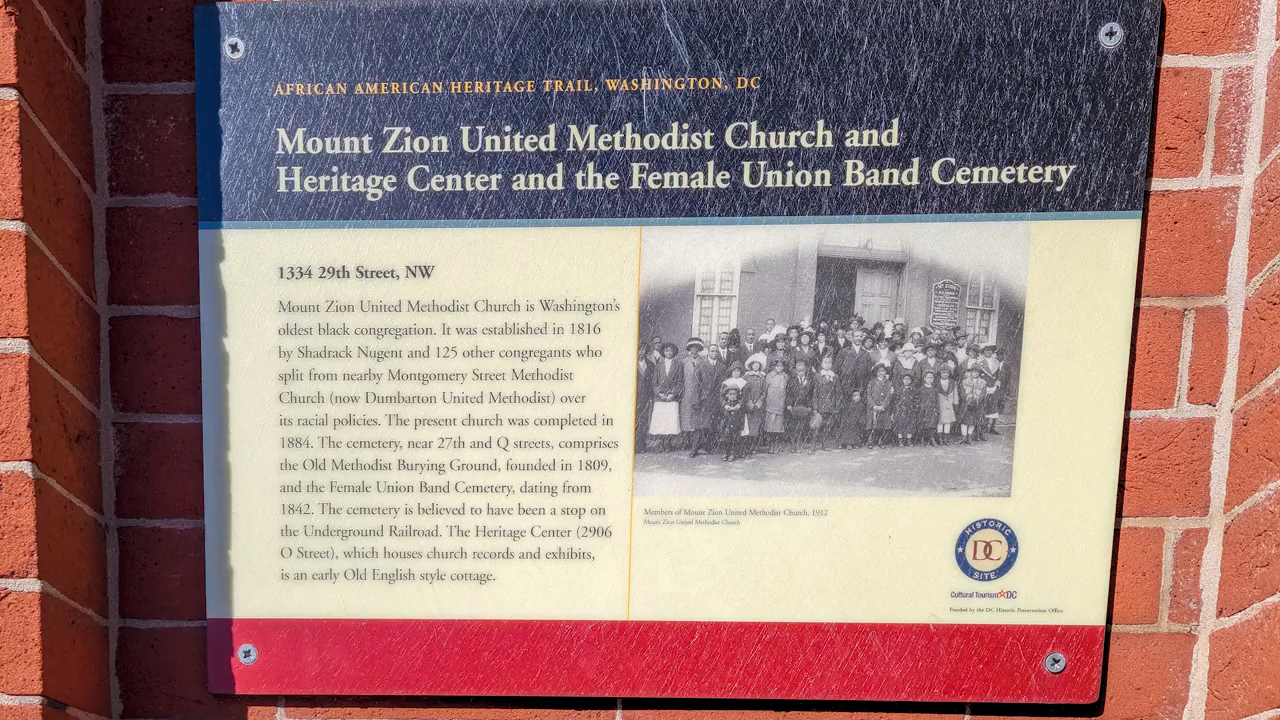 AFRICAN AMERICAN HERITAGE TRAIL, WASHINGTON, DC
Mount Zion United Methodist Church and
Heritage Center and the Female Union Band Cemetery
1334 29th Street, NW
Mount Zion United Methodist Church is Washington's
oldest black congregation. It was established in 1816
by Shadrack Nugent and 125 other congregants who
split from nearby Montgomery Street Methodist
Church (now Dumbarton United Methodist) over
its racial policies. The present church was completed in
1884. The cemetery, near 27th and Q streets, comprises
the Old Methodist Burying Ground, founded in 1809,
and the Female Union Band Cemetery, dating from
1842. The cemetery is believed to have been a stop on
the Underground Railroad. The Heritage Center (2906
O Street), which houses church records and exhibits,
is an early Old English style cottage.
MT. ZION
Members of Mount Zion United Methodist Church, 1912
Mount Zion United Methodist Church
HISTORIC
DC
SITE
Cultural Tourism DC
Funded by the DC Historic Preservation Office